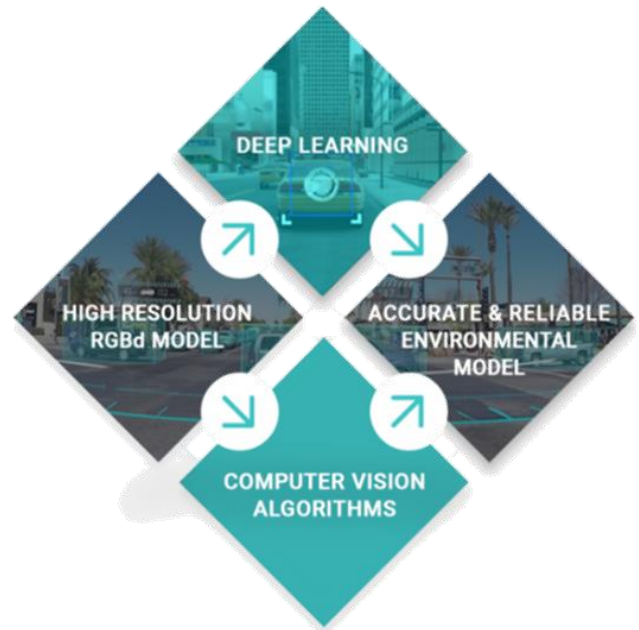 DEEP LEARNING
HIGH RESOLUTION
RGBd MODEL
ACCURATE & RELIABLE
ENVIRONMENTAL
MODEL
COMPUTER VISION
ALGORITHMS